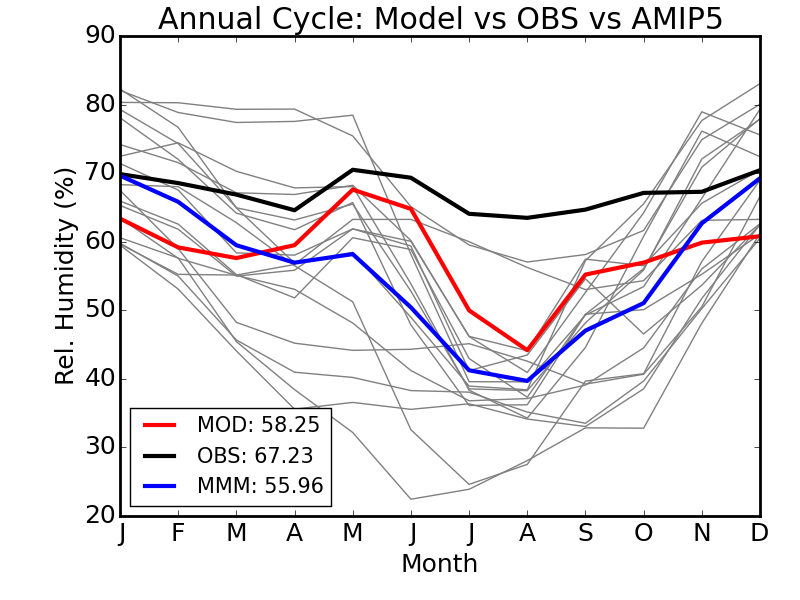 Annual Cycle: Model vs OBS vs AMIP5
90
80
70
60
50
40
30
20
Rel. Humidity (%)
MOD: 58.25
OBS: 67.23
MMM: 55.96
J F M A M J J A S O N D
Month